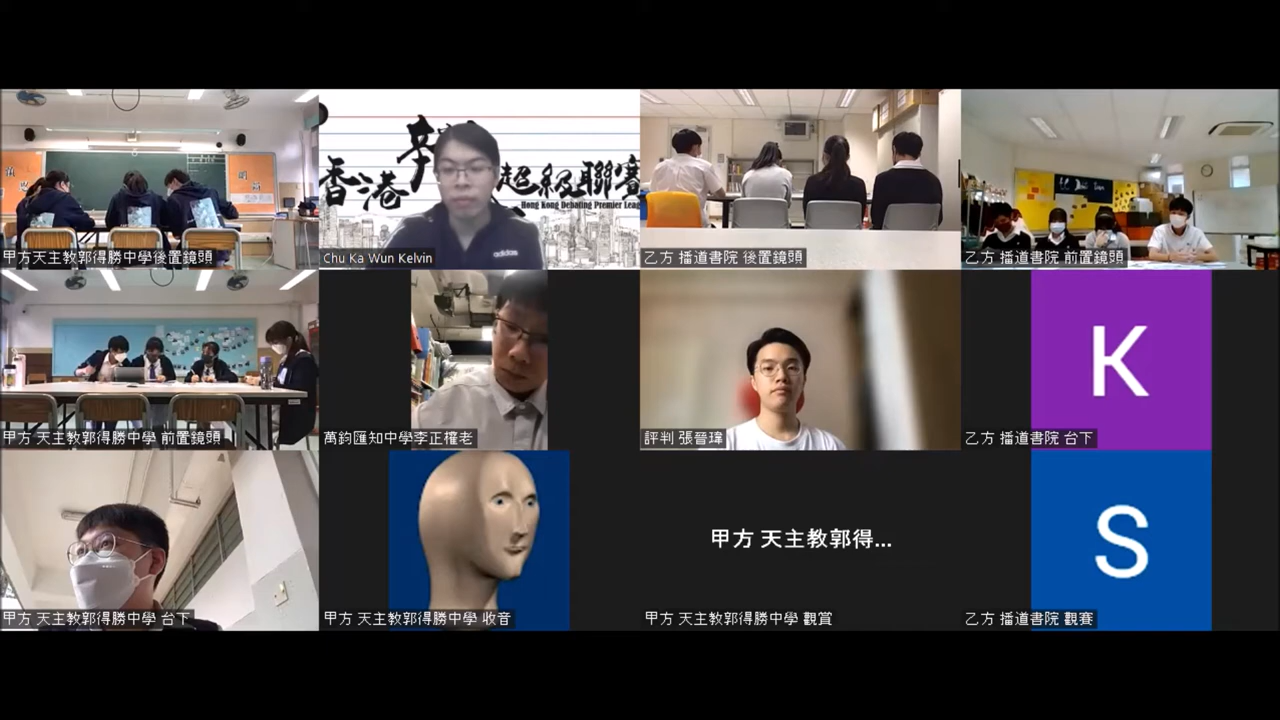 甲方天主教郭得勝中學後置鏡頭
香港辯
超級聯賽
Hong Kong Debating Premier Leag
Chu Ka Wun Kelvin
adidas
乙方 播道書院 後置鏡頭
乙方 播道書院 前置鏡頭
甲方 天主教郭得勝中學 前置鏡頭
萬鈞匯知中學李正權老
評判 張晉瑋
K
乙方 播道書院 台下
甲方 天主教郭得勝中學 台下
甲方 天主教郭得勝中學 收音
甲方 天主教郭得...
甲方 天主教郭得勝中學 觀賞
S
乙方 播道書院 觀賽